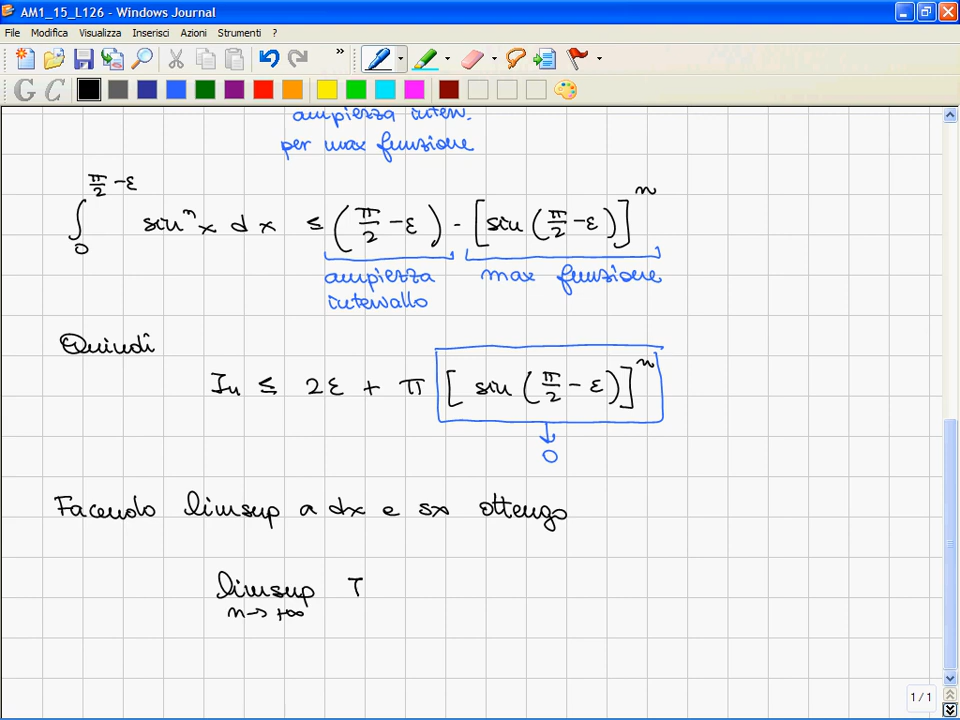 AM1_15_L126 - Windows Journal
File Modifica Visualizza Inserisci Azioni Strumenti ?
»
G C
ampiezza interv.
per max funzione
∫₀^{π/2 - ε} sinⁿ x dx ≤ (π/2 - ε) · [sin(π/2 - ε)]ⁿ
ampiezza intervallo
max funzione
Quindi
In ≤ 2ε + π [sin(π/2 - ε)]ⁿ
↓
0
Facendo limsup a dx e sx ottengo
limsup I
n→+∞
1 / 1